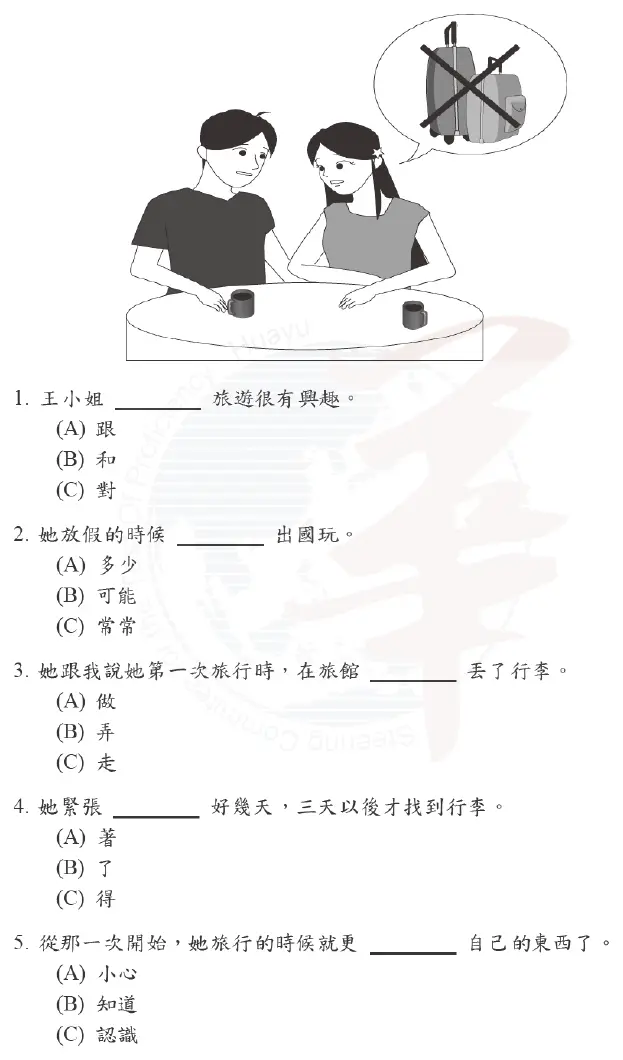 1. 王小姐 ________ 旅遊很有興趣。
(A) 跟
(B) 和
(C) 對
2. 她放假的時候 ________ 出國玩。
(A) 多少
(B) 可能
(C) 常常
3. 她跟我說她第一次旅行時，在旅館 ________ 丟了行李。
(A) 做
(B) 弄
(C) 走
4. 她緊張 ________ 好幾天，三天以後才找到行李。
(A) 著
(B) 了
(C) 得
5. 從那一次開始，她旅行的時候就更 ________ 自己的東西了。
(A) 小心
(B) 知道
(C) 認識